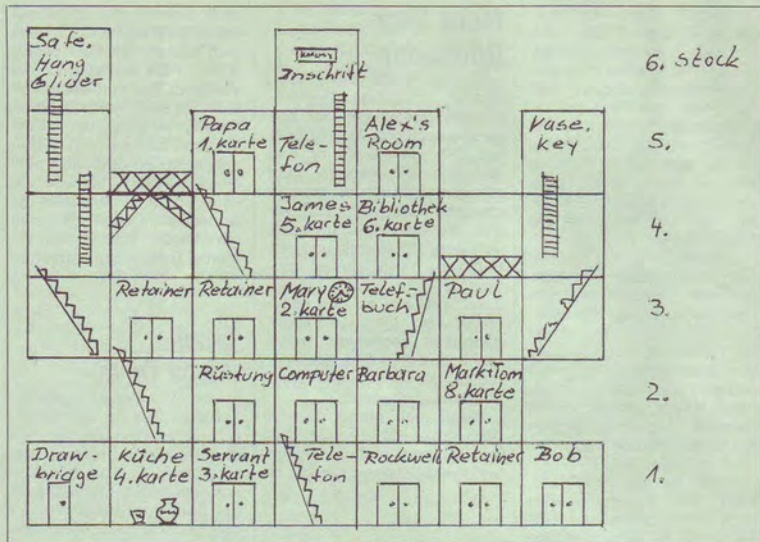 Safe.
Hang
Glider
Inschrift
6. Stock
Papa
1. Karte
Tele-
fon
Alex's
Room
Vase.
Key
5.
James
5. Karte
Bibliothek
6. Karte
4.
Retainer
Retainer
Mary
2. Karte
Telef.-
buch
Paul
3.
Rüstung
Computer
Barbara
Mark+Tom
8. Karte
2.
Draw-
bridge
Küche
4. Karte
Servant
3. Karte
Tele-
fon
Rockwell
Retainer
Bob
1.